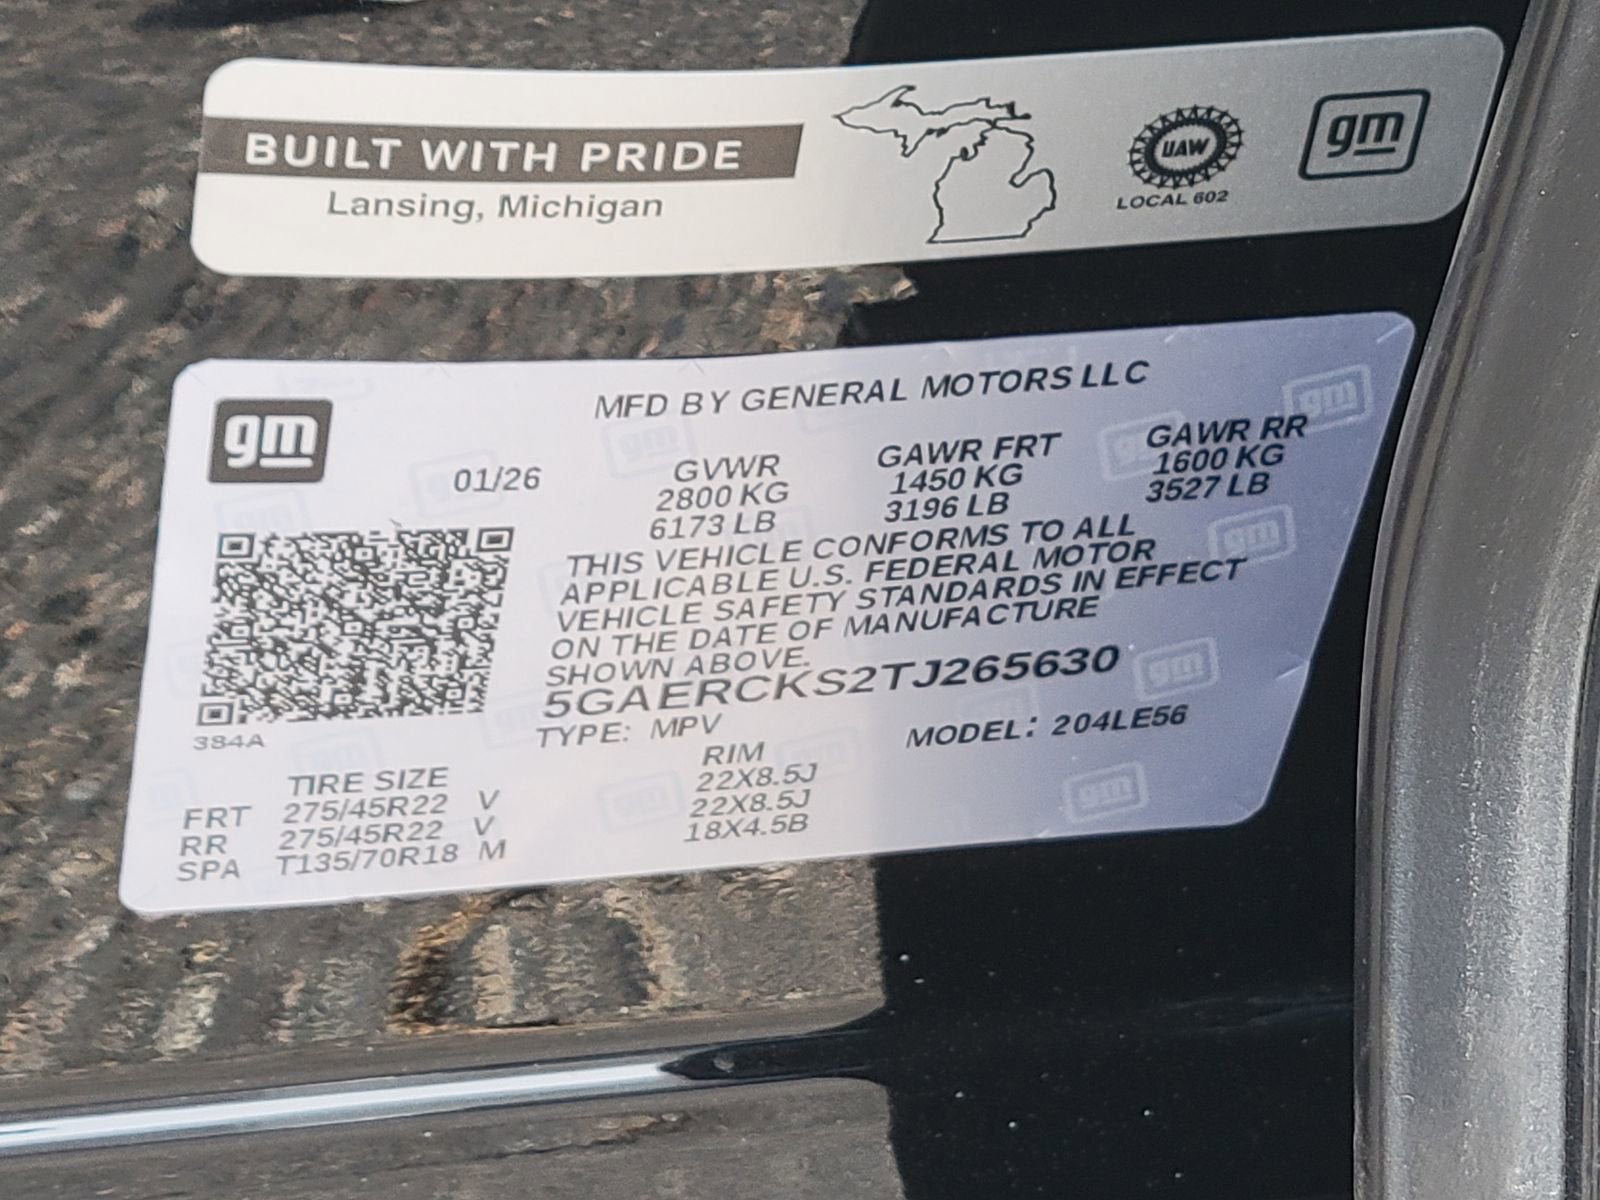 BUILT WITH PRIDE
Lansing, Michigan
UAW
LOCAL 602
gm
gm
MFD BY GENERAL MOTORS LLC
01/26
GVWR
2800 KG
6173 LB
GAWR FRT
1450 KG
3196 LB
GAWR RR
1600 KG
3527 LB
THIS VEHICLE CONFORMS TO ALL
APPLICABLE U.S. FEDERAL MOTOR
VEHICLE SAFETY STANDARDS IN EFFECT
ON THE DATE OF MANUFACTURE
SHOWN ABOVE.
5GAERCKS2TJ265630
TYPE: MPV MODEL: 204LE56
384A
TIRE SIZE RIM
FRT 275/45R22 V 22X8.5J
RR 275/45R22 V 22X8.5J
SPA T135/70R18 M 18X4.5B